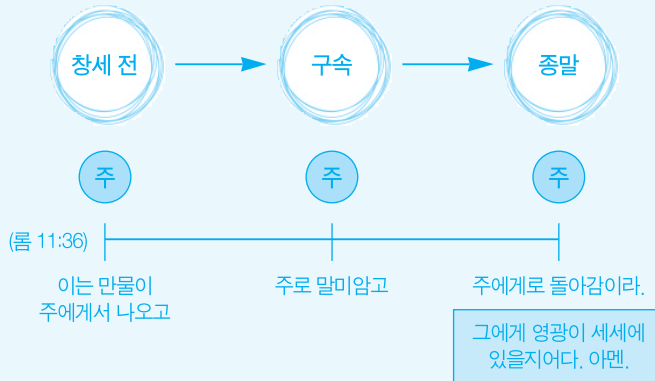 창세 전
구속
종말
주
주
주
(롬 11:36)
이는 만물이
주에게서 나오고
주로 말미암고
주에게로 돌아감이라.
그에게 영광이 세세에
있을지어다. 아멘.